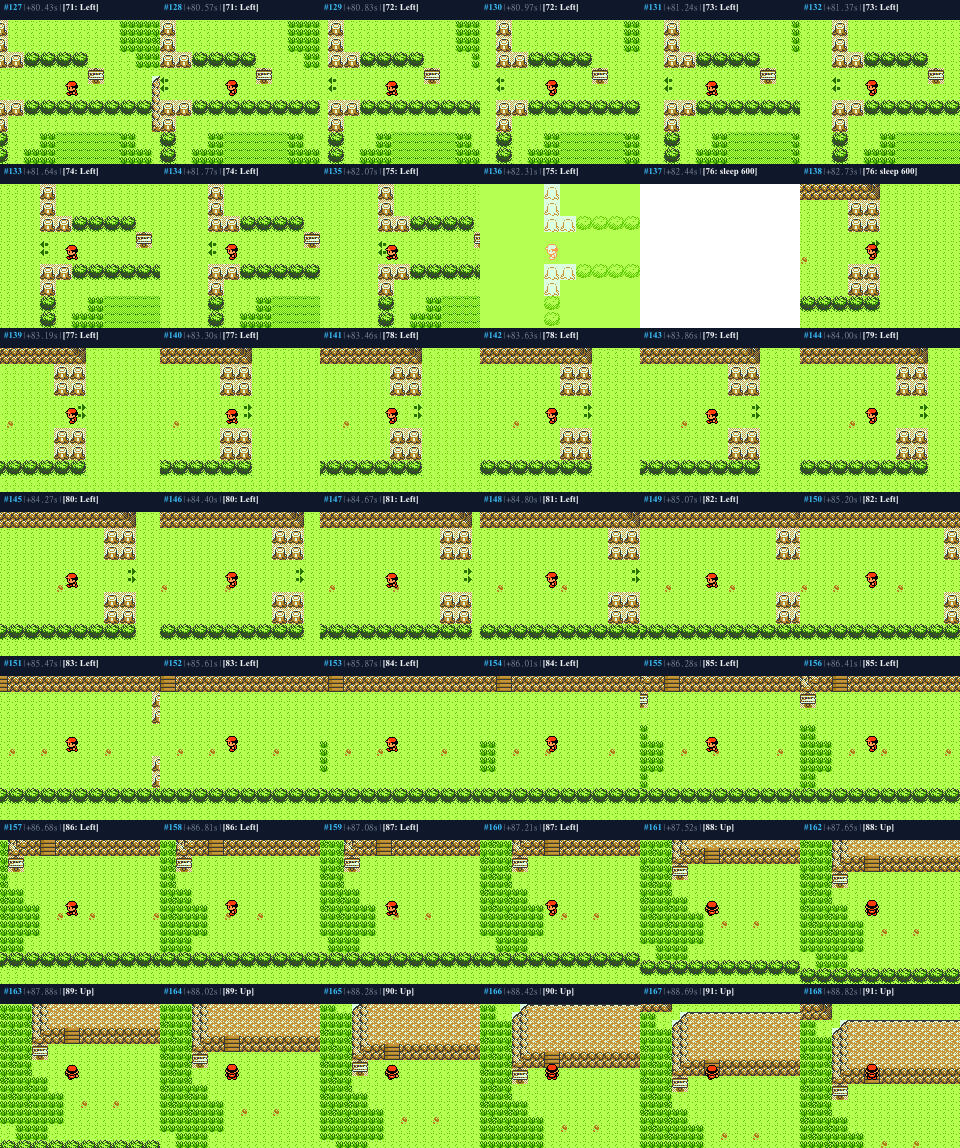 #127 | +80.43s | [71: Left]
#128 | +80.57s | [71: Left]
#129 | +80.83s | [72: Left]
#130 | +80.97s | [72: Left]
#131 | +81.24s | [73: Left]
#132 | +81.37s | [73: Left]
#133 | +81.64s | [74: Left]
#134 | +81.77s | [74: Left]
#135 | +82.07s | [75: Left]
#136 | +82.31s | [75: Left]
#137 | +82.44s | [76: sleep 600]
#138 | +82.73s | [76: sleep 600]
#139 | +83.19s | [77: Left]
#140 | +83.30s | [77: Left]
#141 | +83.46s | [78: Left]
#142 | +83.63s | [78: Left]
#143 | +83.86s | [79: Left]
#144 | +84.00s | [79: Left]
#145 | +84.27s | [80: Left]
#146 | +84.40s | [80: Left]
#147 | +84.67s | [81: Left]
#148 | +84.80s | [81: Left]
#149 | +85.07s | [82: Left]
#150 | +85.20s | [82: Left]
#151 | +85.47s | [83: Left]
#152 | +85.61s | [83: Left]
#153 | +85.87s | [84: Left]
#154 | +86.01s | [84: Left]
#155 | +86.28s | [85: Left]
#156 | +86.41s | [85: Left]
#157 | +86.68s | [86: Left]
#158 | +86.81s | [86: Left]
#159 | +87.08s | [87: Left]
#160 | +87.21s | [87: Left]
#161 | +87.52s | [88: Up]
#162 | +87.65s | [88: Up]
#163 | +87.88s | [89: Up]
#164 | +88.02s | [89: Up]
#165 | +88.28s | [90: Up]
#166 | +88.42s | [90: Up]
#167 | +88.69s | [91: Up]
#168 | +88.82s | [91: Up]